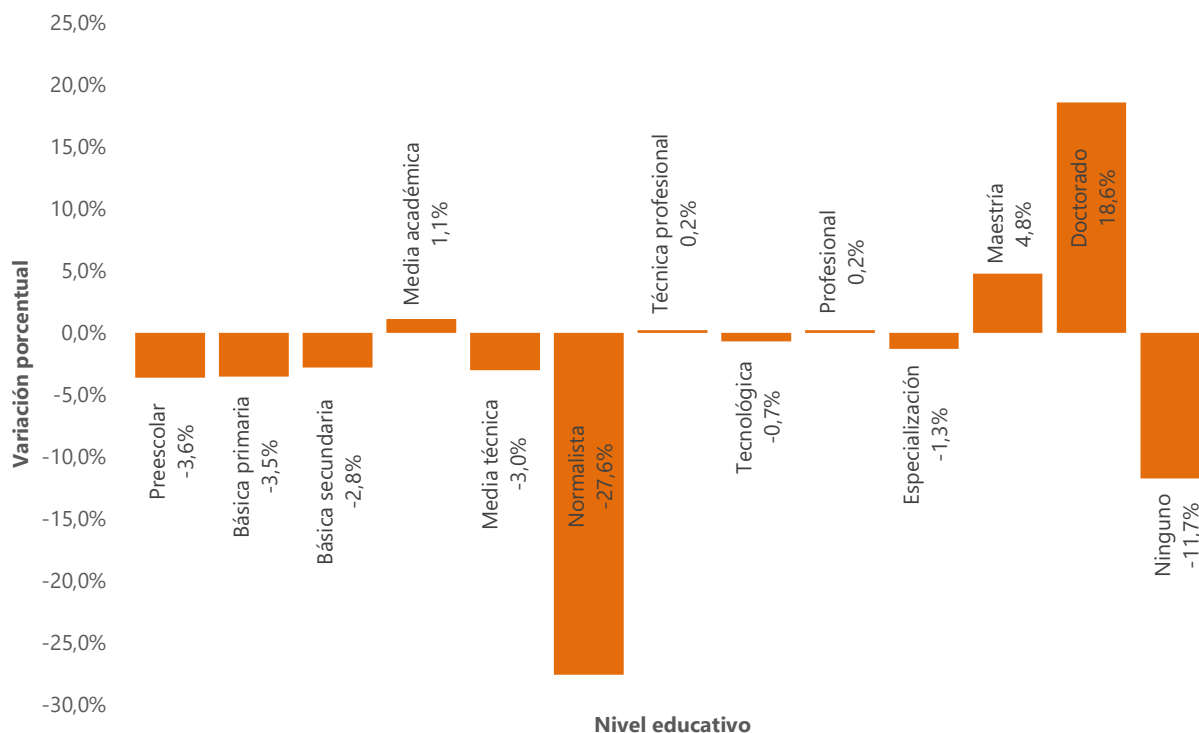 25,0%
20,0%
15,0%
10,0%
5,0%
0,0%
-5,0%
-10,0%
-15,0%
-20,0%
-25,0%
-30,0%
Variación porcentual
Preescolar
-3,6%
Básica primaria
-3,5%
Básica secundaria
-2,8%
Media académica
1,1%
Media técnica
-3,0%
Normalista
-27,6%
Técnica profesional
0,2%
Tecnológica
-0,7%
Profesional
0,2%
Especialización
-1,3%
Maestría
4,8%
Doctorado
18,6%
Ninguno
-11,7%
Nivel educativo